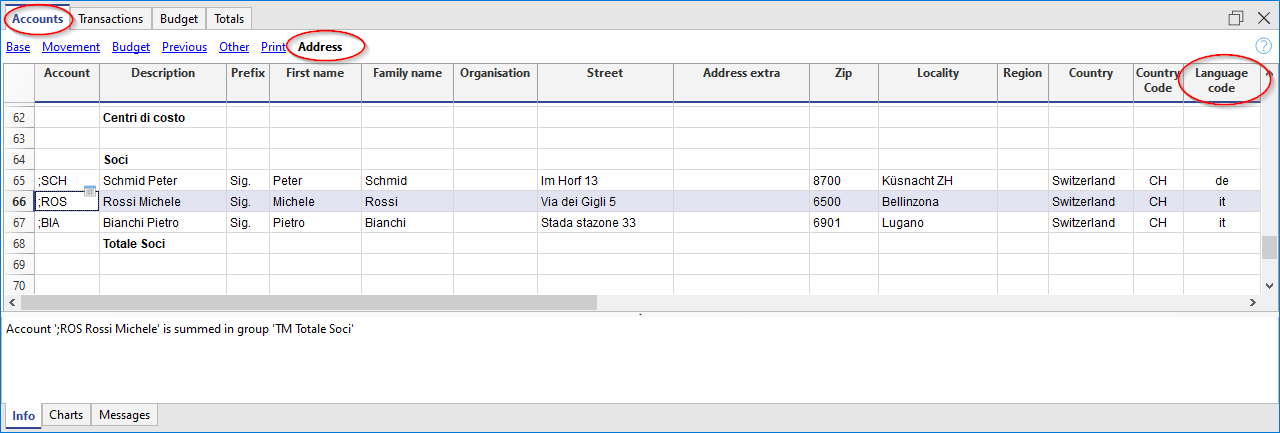 Accounts Transactions Budget Totals
Base Movement Budget Previous Other Print Address
Account Description Prefix First name Family name Organisation Street Address extra Zip Locality Region Country Country Code Language code
62 Centri di costo
63
64 Soci
65 ;SCH Schmid Peter Sig. Peter Schmid Im Horf 13 8700 Küsnacht ZH Switzerland CH de
66 ;ROS Rossi Michele Sig. Michele Rossi Via dei Gigli 5 6500 Bellinzona Switzerland CH it
67 ;BIA Bianchi Pietro Sig. Pietro Bianchi Stada stazone 33 6901 Lugano Switzerland CH it
68 Totale Soci
69
70
Account ';ROS Rossi Michele' is summed in group 'TM Totale Soci'
Info Charts Messages